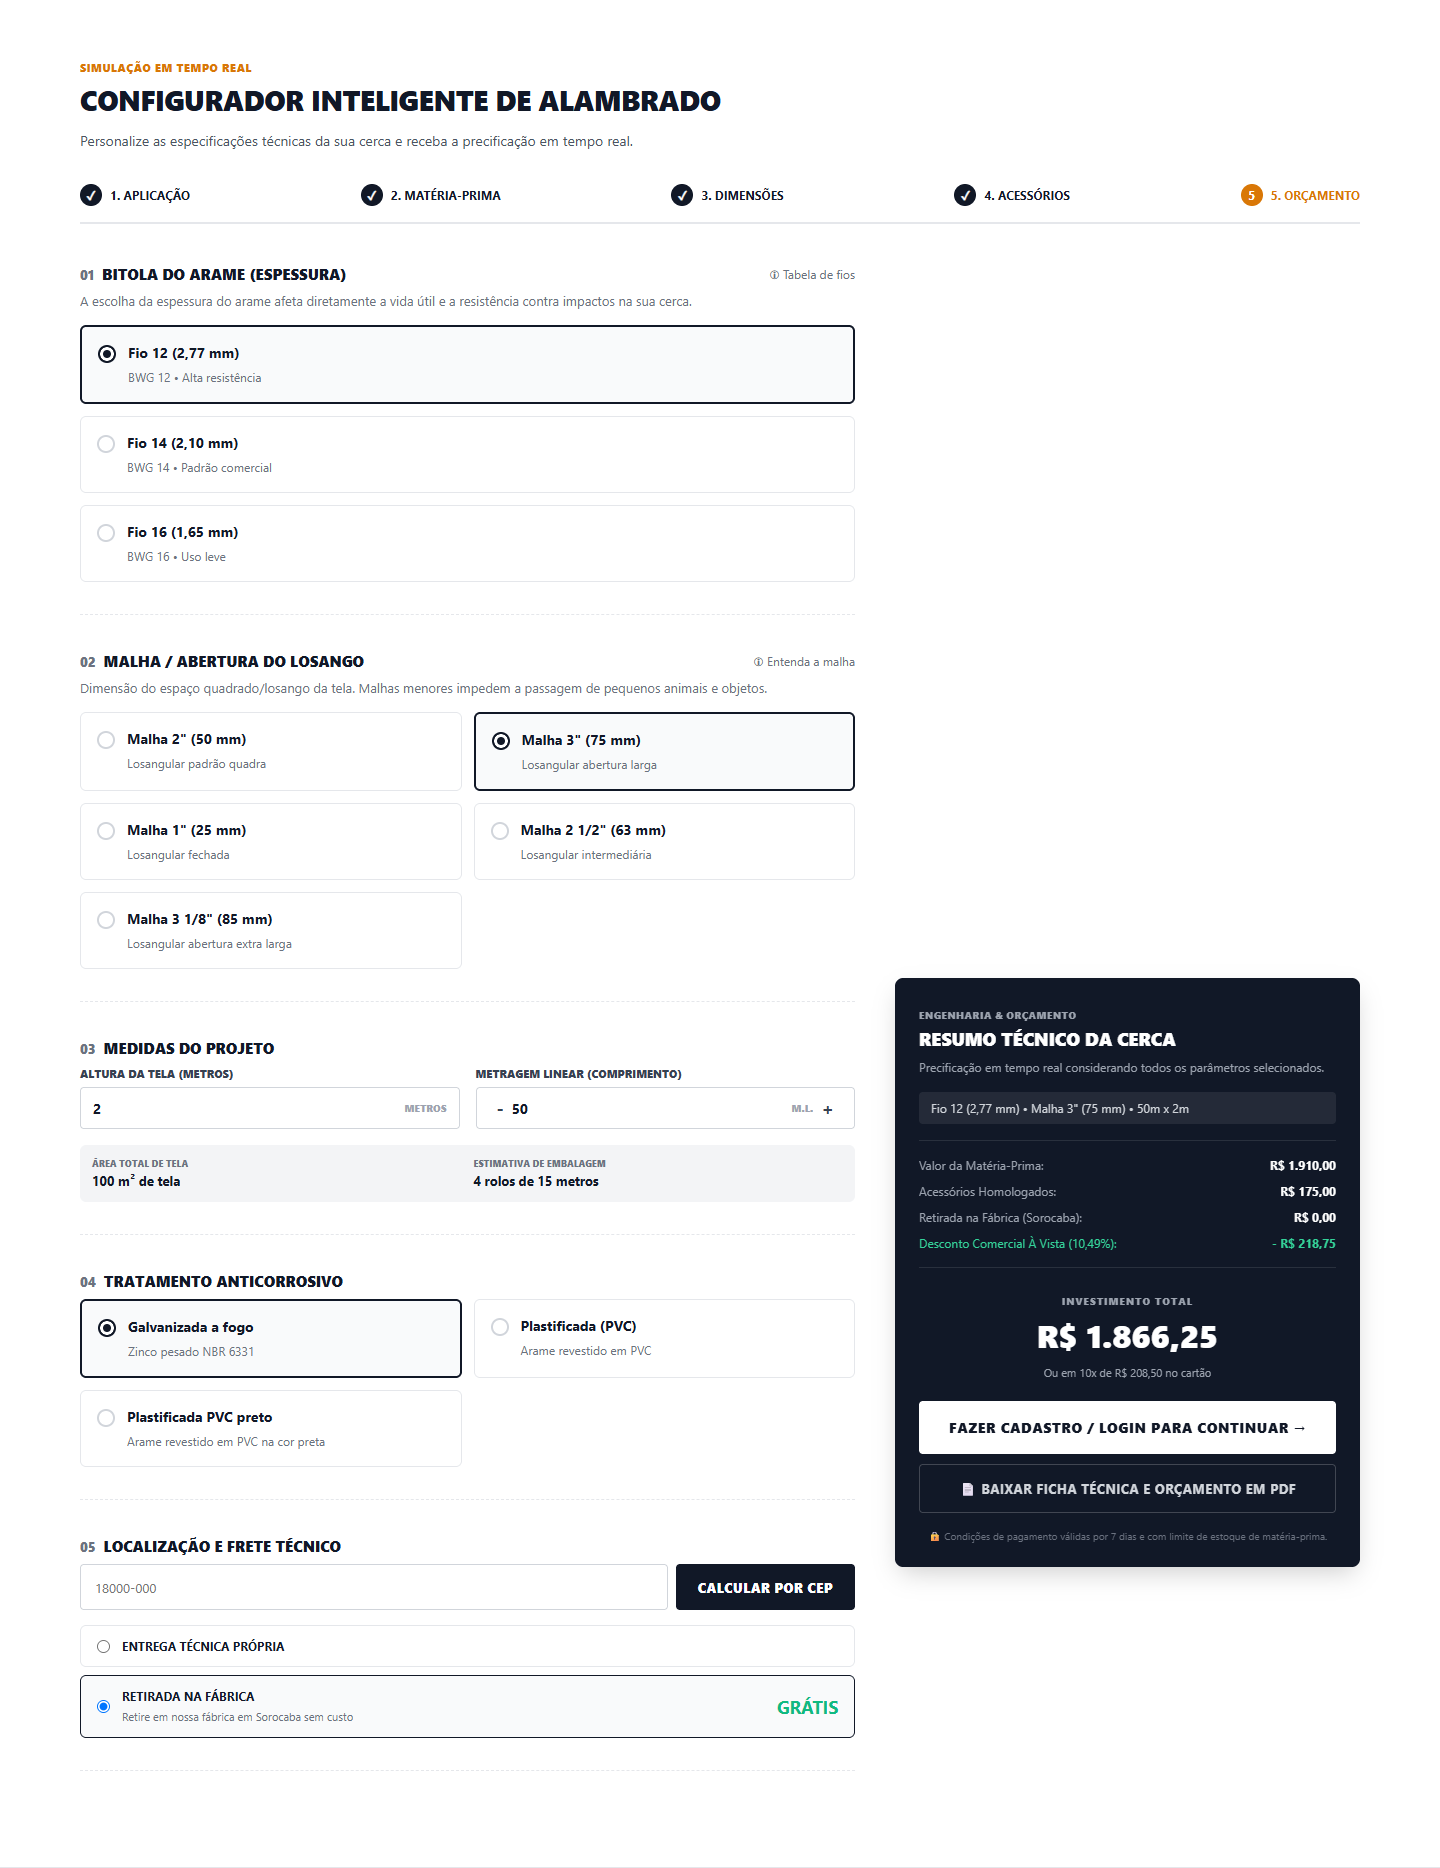 SIMULAÇÃO EM TEMPO REAL
CONFIGURADOR INTELIGENTE DE ALAMBRADO
Personalize as especificações técnicas da sua cerca e receba a precificação em tempo real.
1. APLICAÇÃO
2. MATÉRIA-PRIMA
3. DIMENSÕES
4. ACESSÓRIOS
5 5. ORÇAMENTO
01 BITOLA DO ARAME (ESPESSURA)
Tabela de fios
A escolha da espessura do arame afeta diretamente a vida útil e a resistência contra impactos na sua cerca.
Fio 12 (2,77 mm)
BWG 12 • Alta resistência
Fio 14 (2,10 mm)
BWG 14 • Padrão comercial
Fio 16 (1,65 mm)
BWG 16 • Uso leve
02 MALHA / ABERTURA DO LOSANGO
Entenda a malha
Dimensão do espaço quadrado/losango da tela. Malhas menores impedem a passagem de pequenos animais e objetos.
Malha 2" (50 mm)
Losangular padrão quadra
Malha 3" (75 mm)
Losangular abertura larga
Malha 1" (25 mm)
Losangular fechada
Malha 2 1/2" (63 mm)
Losangular intermediária
Malha 3 1/8" (85 mm)
Losangular abertura extra larga
03 MEDIDAS DO PROJETO
ALTURA DA TELA (METROS)
2 METROS
METRAGEM LINEAR (COMPRIMENTO)
- 50 M.L. +
ÁREA TOTAL DE TELA
100 m² de tela
ESTIMATIVA DE EMBALAGEM
4 rolos de 15 metros
04 TRATAMENTO ANTICORROSIVO
Galvanizada a fogo
Zinco pesado NBR 6331
Plastificada (PVC)
Arame revestido em PVC
Plastificada PVC preto
Arame revestido em PVC na cor preta
05 LOCALIZAÇÃO E FRETE TÉCNICO
18000-000
CALCULAR POR CEP
ENTREGA TÉCNICA PRÓPRIA
RETIRADA NA FÁBRICA
Retire em nossa fábrica em Sorocaba sem custo
GRÁTIS
ENGENHARIA & ORÇAMENTO
RESUMO TÉCNICO DA CERCA
Precificação em tempo real considerando todos os parâmetros selecionados.
Fio 12 (2,77 mm) • Malha 3" (75 mm) • 50m x 2m
Valor da Matéria-Prima: R$ 1.910,00
Acessórios Homologados: R$ 175,00
Retirada na Fábrica (Sorocaba): R$ 0,00
Desconto Comercial À Vista (10,49%): - R$ 218,75
INVESTIMENTO TOTAL
R$ 1.866,25
Ou em 10x de R$ 208,50 no cartão
FAZER CADASTRO / LOGIN PARA CONTINUAR →
BAIXAR FICHA TÉCNICA E ORÇAMENTO EM PDF
Condições de pagamento válidas por 7 dias e com limite de estoque de matéria-prima.